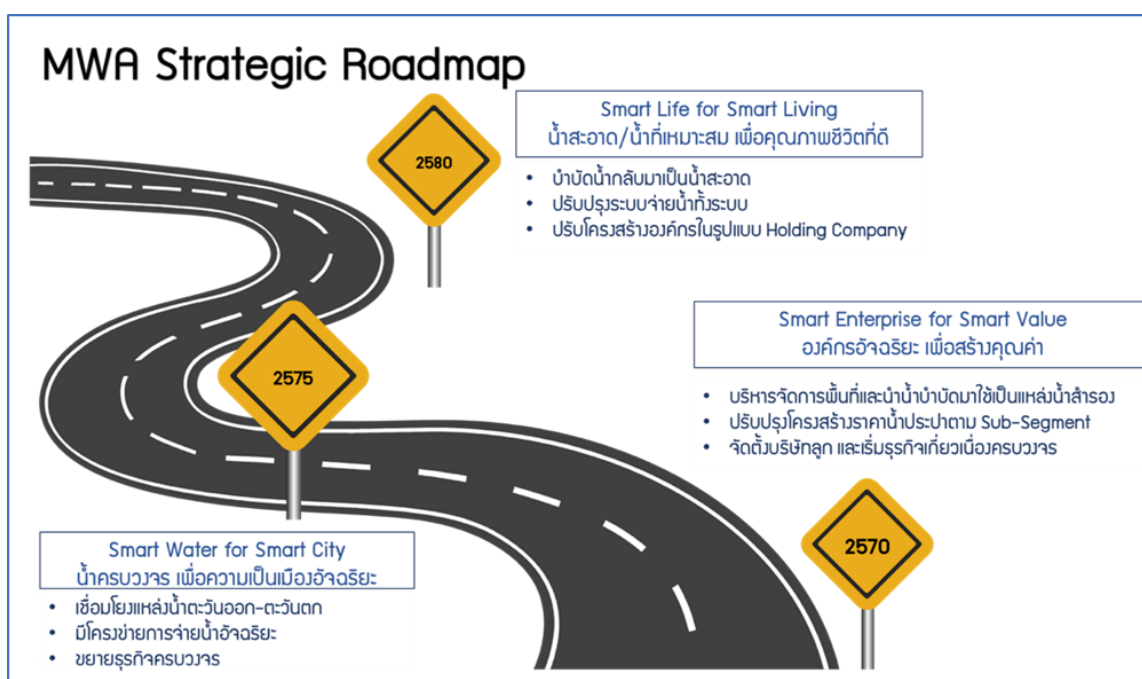 MWA Strategic Roadmap
2580
Smart Life for Smart Living
น้ำสะอาด/น้ำที่เหมาะสม เพื่อคุณภาพชีวิตที่ดี
• บำบัดน้ำกลับมาเป็นน้ำสะอาด
• ปรับปรุงระบบจ่ายน้ำทั้งระบบ
• ปรับโครงสร้างองค์กรในรูปแบบ Holding Company
2575
Smart Enterprise for Smart Value
องค์กรอัจฉริยะ เพื่อสร้างคุณค่า
• บริหารจัดการพื้นที่และนำน้ำบำบัดมาใช้เป็นแหล่งน้ำสำรอง
• ปรับปรุงโครงสร้างราคาน้ำประปาตาม Sub-Segment
• จัดตั้งบริษัทลูก และเริ่มธุรกิจเกี่ยวเนื่องครบวงจร
2570
Smart Water for Smart City
น้ำครบวงจร เพื่อความเป็นเมืองอัจฉริยะ
• เชื่อมโยงแหล่งน้ำตะวันออก-ตะวันตก
• มีโครงข่ายการจ่ายน้ำอัจฉริยะ
• ขยายธุรกิจครบวงจร